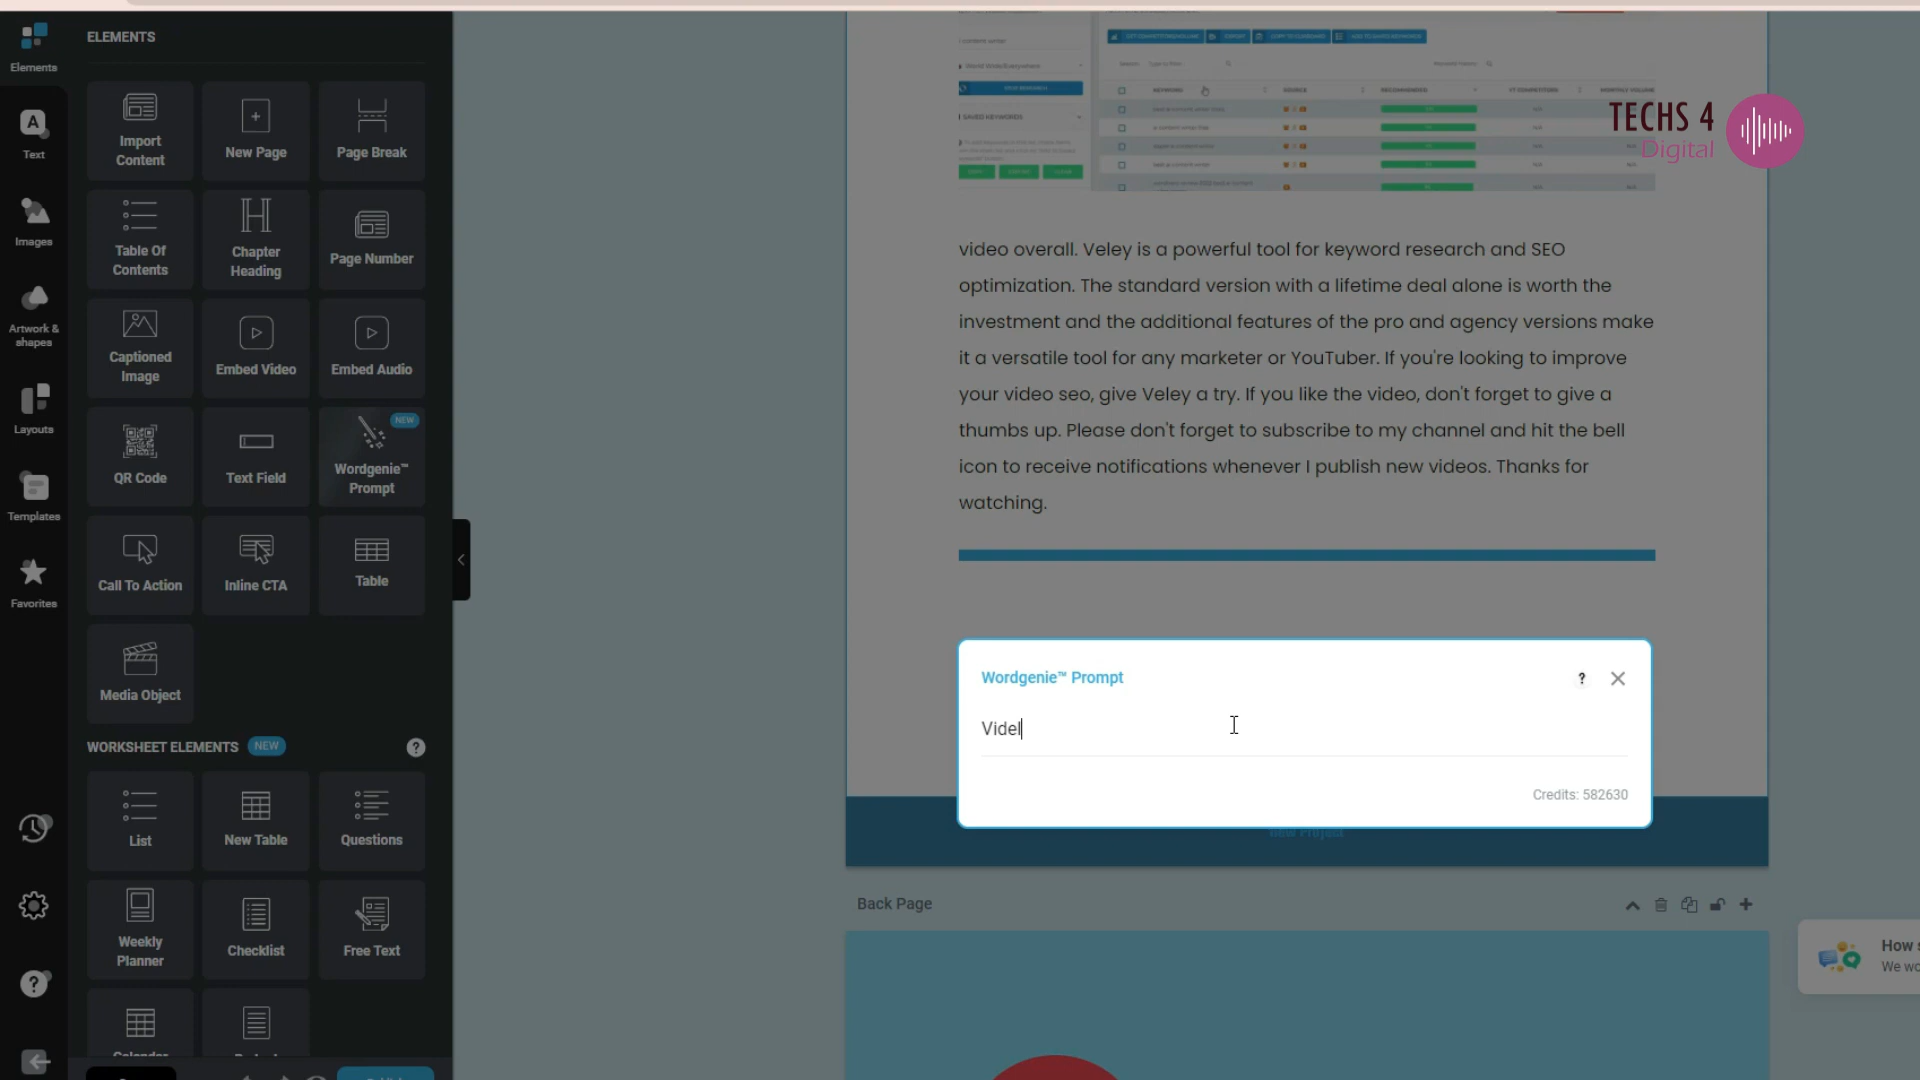 ELEMENTS
Elements
Text
Images
Artwork &
shapes
Layouts
Templates
Favorites
Import
Content
New Page
Page Break
Table Of
Contents
Chapter
Heading
Page Number
Captioned
Image
Embed Video
Embed Audio
QR Code
Text Field
NEW
Wordgenie™
Prompt
Call To Action
Inline CTA
Table
Media Object
WORKSHEET ELEMENTS NEW ?
List
New Table
Questions
Weekly
Planner
Checklist
Free Text
SAVED KEYWORDS
KEYWORD
SOURCE
TECHS 4
Digital
video overall. Veley is a powerful tool for keyword research and SEO
optimization. The standard version with a lifetime deal alone is worth the
investment and the additional features of the pro and agency versions make
it a versatile tool for any marketer or YouTuber. If you're looking to improve
your video seo, give Veley a try. If you like the video, don't forget to give a
thumbs up. Please don't forget to subscribe to my channel and hit the bell
icon to receive notifications whenever I publish new videos. Thanks for
watching.
Wordgenie™ Prompt ?
Videl
Credits: 582630
New Project
Back Page
How
We